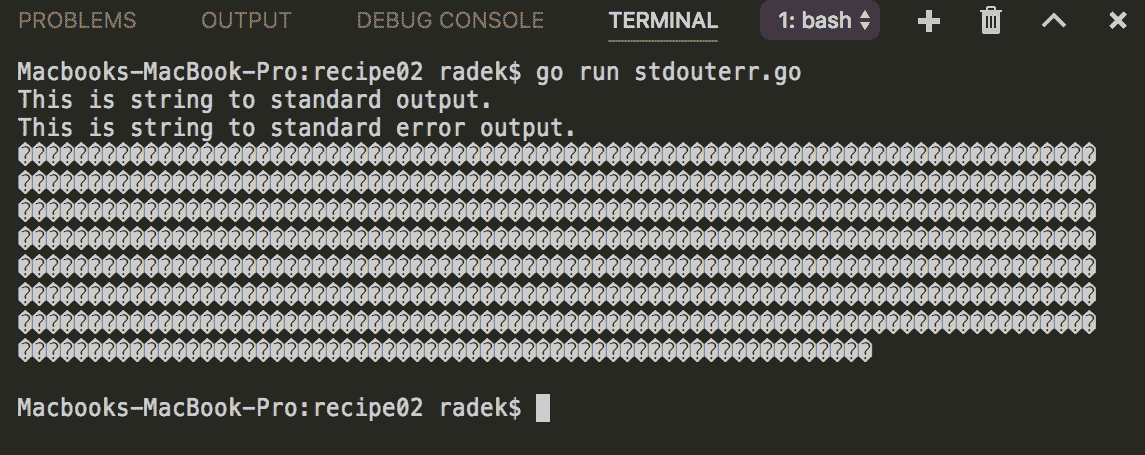 PROBLEMS OUTPUT DEBUG CONSOLE TERMINAL 1: bash
Macbooks-MacBook-Pro:recipe02 radek$ go run stdouterr.go
This is string to standard output.
This is string to standard error output.
�����������������������������������������������������������������������������
�����������������������������������������������������������������������������
�����������������������������������������������������������������������������
�����������������������������������������������������������������������������
�����������������������������������������������������������������������������
�����������������������������������������������������������������������������
�����������������������������������������������������������������������������
�������������������������������������������������������������
Macbooks-MacBook-Pro:recipe02 radek$